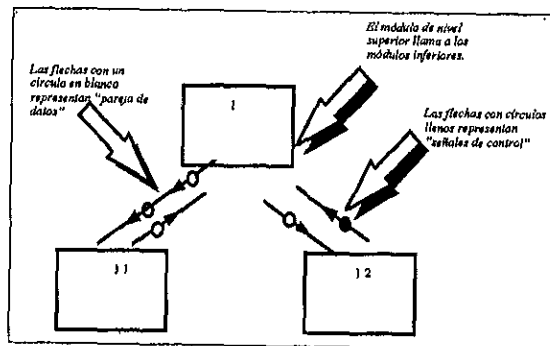 El módulo de nivel
superior llama a los
módulos inferiores.
Las flechas con un
círculo en blanco
representan "pareja de
datos"
1
Las flechas con círculos
llenos representan
"señales de control"
1 1
1 2